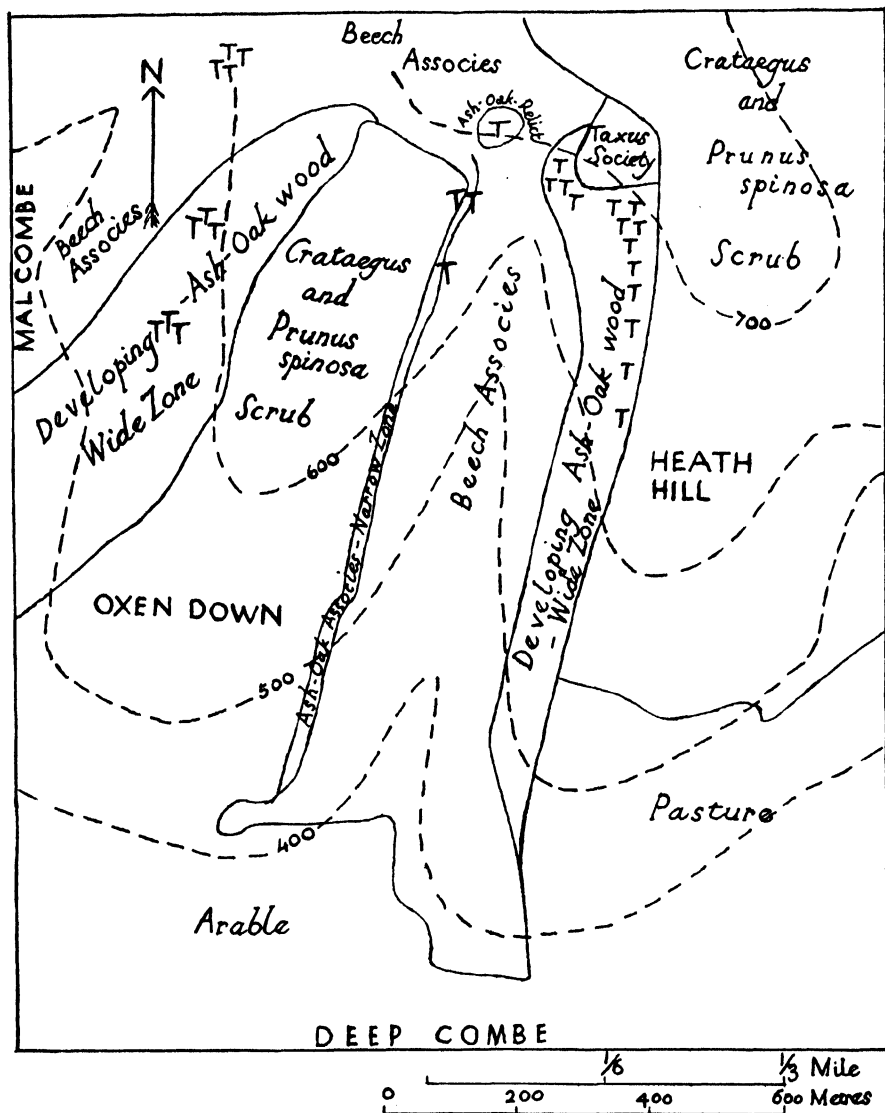 Beech
Associes
Crataegus
and
Prunus
spinosa
Scrub
T T
T T
N
Ash-Oak-Relict
T
Taxus
Society
MALCOMBE
Beech
Associes
Developing -Ash-Oak wood
Wide Zone
T T T
T T T
Crataegus
and
Prunus
spinosa
Scrub
T T
T
T
T T T
T T
T T
T
T
T
T
T
T
700
600
500
400
Beech Associes
Ash-Oak Associes-Narrow Zone
Developing Ash-Oak wood
-Wide Zone
HEATH
HILL
OXEN DOWN
Pasture
Arable
DEEP COMBE
1/6 1/3 Mile
0 200 400 600 Metres